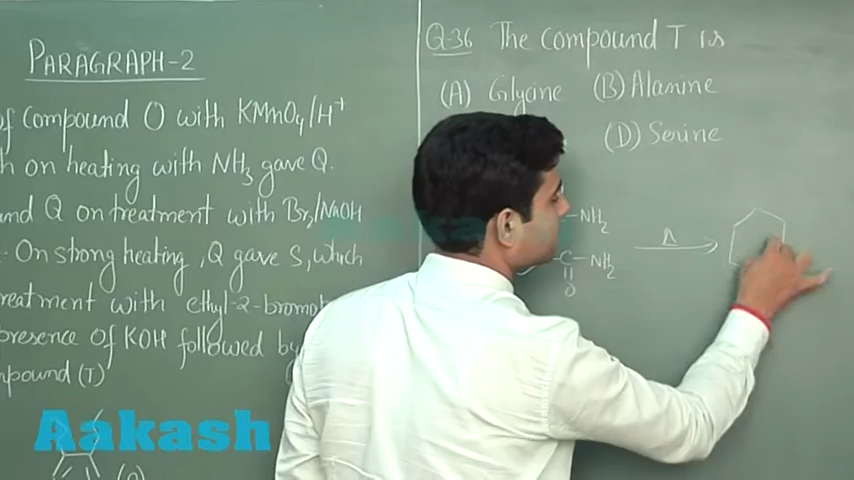 PARAGRAPH-2
of Compound O with KMnO4/H+
h on heating with NH3 gave Q.
and Q on treatment with Br2/NaOH
. On strong heating, Q gave S, which
reatment with ethyl-2-bromo
presence of KOH followed by
mpound (T)
(O)
Q-36 The Compound T is
(A) Glycine (B) Alanine
(D) Serine
-NH2
Δ
-C-NH2
O
Aakash
Aakash